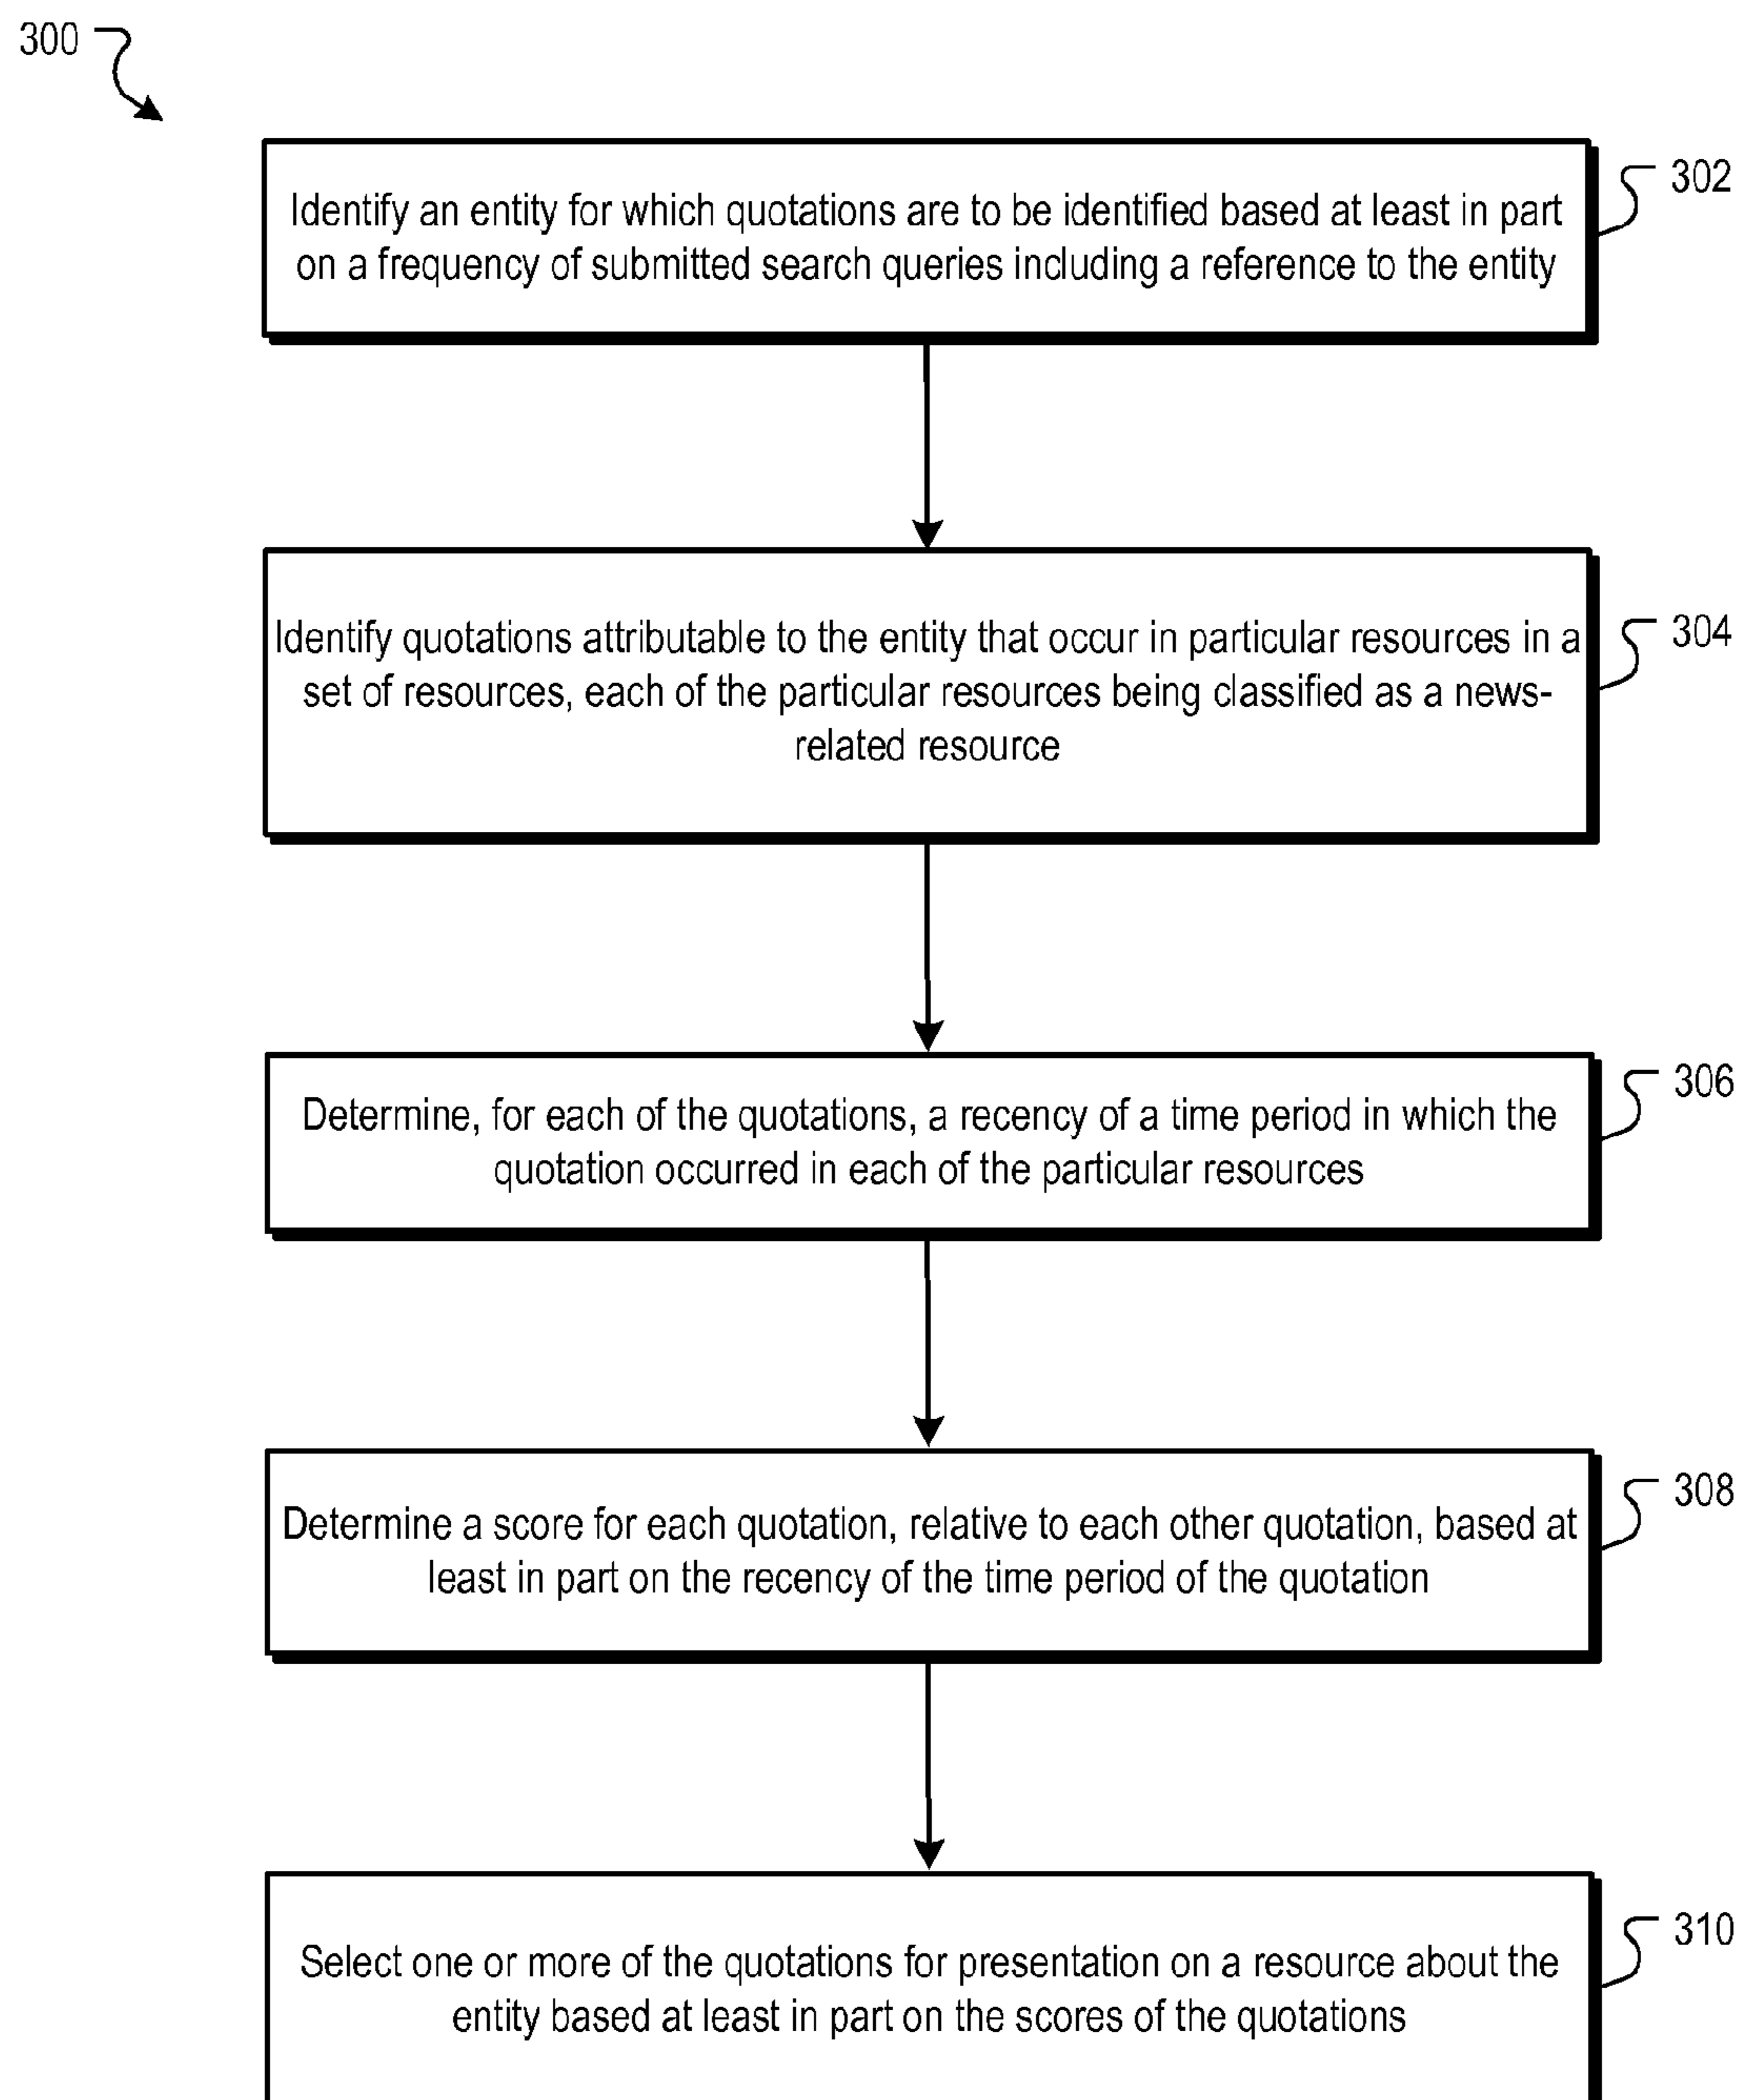 300
302
Identify an entity for which quotations are to be identified based at least in part
on a frequency of submitted search queries including a reference to the entity
304
Identify quotations attributable to the entity that occur in particular resources in a
set of resources, each of the particular resources being classified as a news-
related resource
306
Determine, for each of the quotations, a recency of a time period in which the
quotation occurred in each of the particular resources
308
Determine a score for each quotation, relative to each other quotation, based at
least in part on the recency of the time period of the quotation
310
Select one or more of the quotations for presentation on a resource about the
entity based at least in part on the scores of the quotations